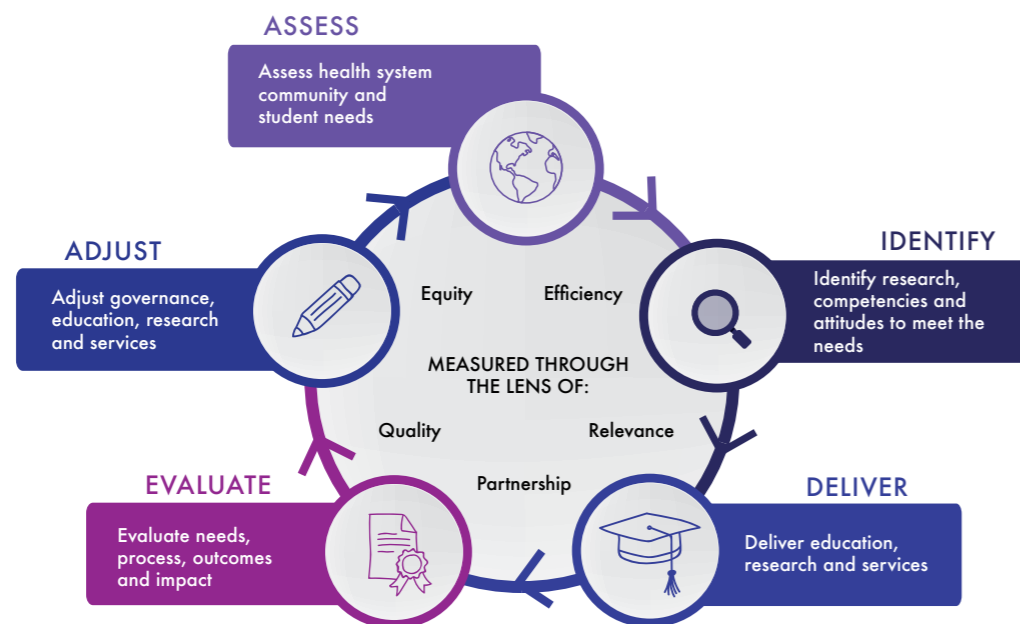 ASSESS
Assess health system
community and
student needs
IDENTIFY
Identify research,
competencies and
attitudes to meet the
needs
ADJUST
Adjust governance,
education, research
and services
Equity
Efficiency
MEASURED THROUGH
THE LENS OF:
Quality
Relevance
Partnership
EVALUATE
Evaluate needs,
process, outcomes
and impact
DELIVER
Deliver education,
research and services